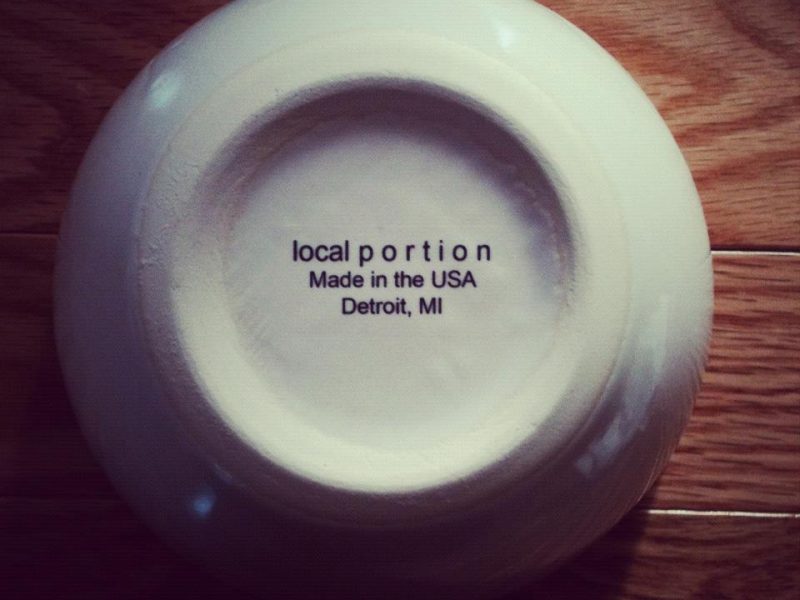 local portion
Made in the USA
Detroit, MI